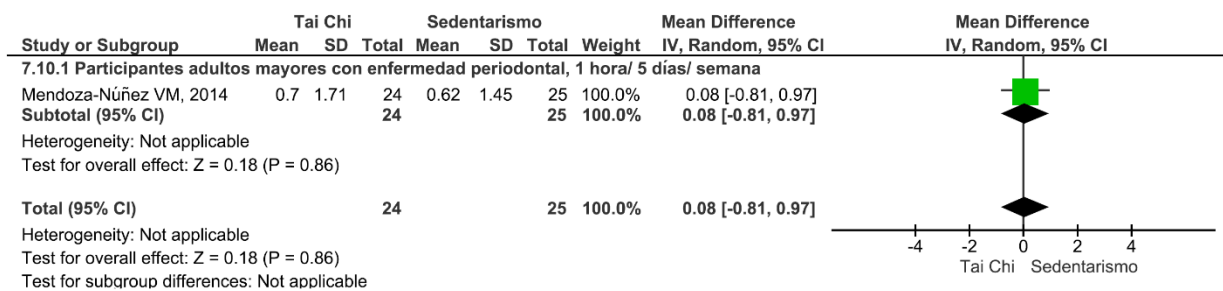 Tai Chi Sedentarismo Mean Difference Mean Difference
Study or Subgroup Mean SD Total Mean SD Total Weight IV, Random, 95% CI IV, Random, 95% CI
7.10.1 Participantes adultos mayores con enfermedad periodontal, 1 hora/ 5 días/ semana
Mendoza-Núñez VM, 2014 0.7 1.71 24 0.62 1.45 25 100.0% 0.08 [-0.81, 0.97]
Subtotal (95% CI) 24 25 100.0% 0.08 [-0.81, 0.97]
Heterogeneity: Not applicable
Test for overall effect: Z = 0.18 (P = 0.86)
Total (95% CI) 24 25 100.0% 0.08 [-0.81, 0.97]
Heterogeneity: Not applicable
Test for overall effect: Z = 0.18 (P = 0.86)
Test for subgroup differences: Not applicable
-4 -2 0 2 4
Tai Chi Sedentarismo